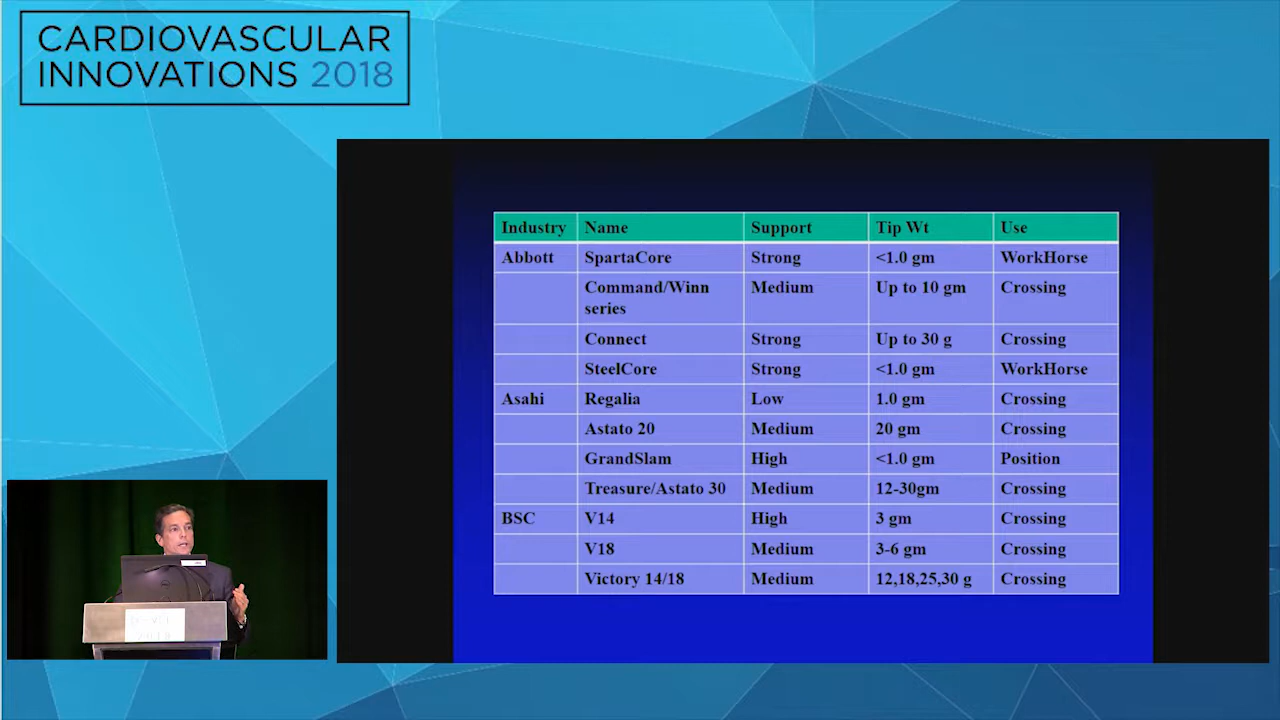 CARDIOVASCULAR
INNOVATIONS 2018
Industry Name Support Tip Wt Use
Abbott SpartaCore Strong <1.0 gm WorkHorse
Command/Winn Medium Up to 10 gm Crossing
series
Connect Strong Up to 30 g Crossing
SteelCore Strong <1.0 gm WorkHorse
Asahi Regalia Low 1.0 gm Crossing
Astato 20 Medium 20 gm Crossing
GrandSlam High <1.0 gm Position
Treasure/Astato 30 Medium 12-30gm Crossing
BSC V14 High 3 gm Crossing
V18 Medium 3-6 gm Crossing
Victory 14/18 Medium 12,18,25,30 g Crossing